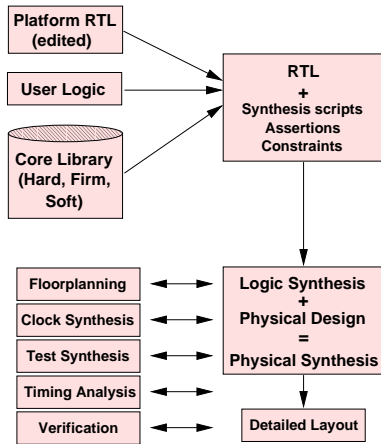 Platform RTL
(edited)
User Logic
Core Library
(Hard, Firm,
Soft)
RTL
+
Synthesis scripts
Assertions
Constraints
Floorplanning
Clock Synthesis
Test Synthesis
Timing Analysis
Verification
Logic Synthesis
+
Physical Design
=
Physical Synthesis
Detailed Layout